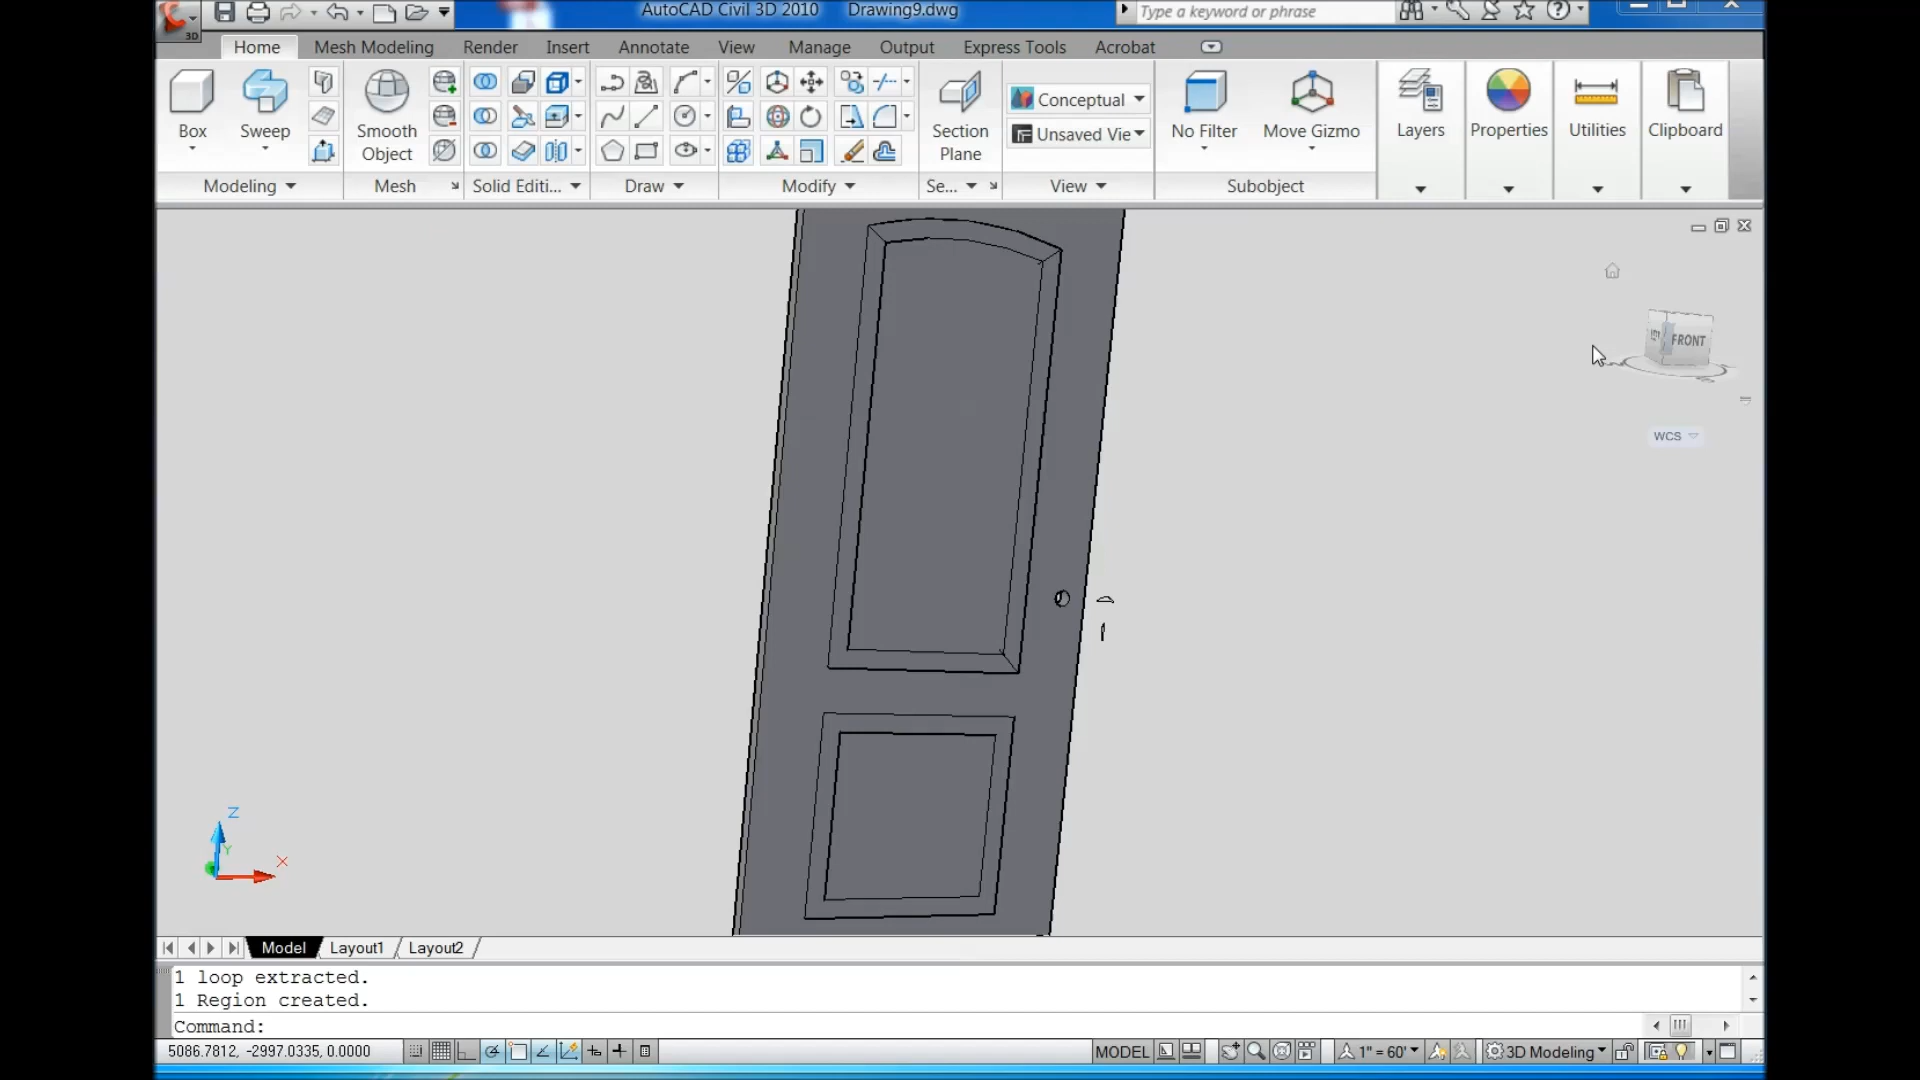 AutoCAD Civil 3D 2010 Drawing9.dwg
Type a keyword or phrase
3D
Home Mesh Modeling Render Insert Annotate View Manage Output Express Tools Acrobat
Box Sweep Smooth Object
Section Plane
Conceptual
Unsaved Vie
No Filter Move Gizmo Layers Properties Utilities Clipboard
Modeling Mesh Solid Editi... Draw Modify Se... View Subobject
FRONT
WCS
Z
Y
X
Model Layout1 Layout2
1 loop extracted.
1 Region created.
Command:
5086.7812, -2997.0335, 0.0000 MODEL 1" = 60' 3D Modeling